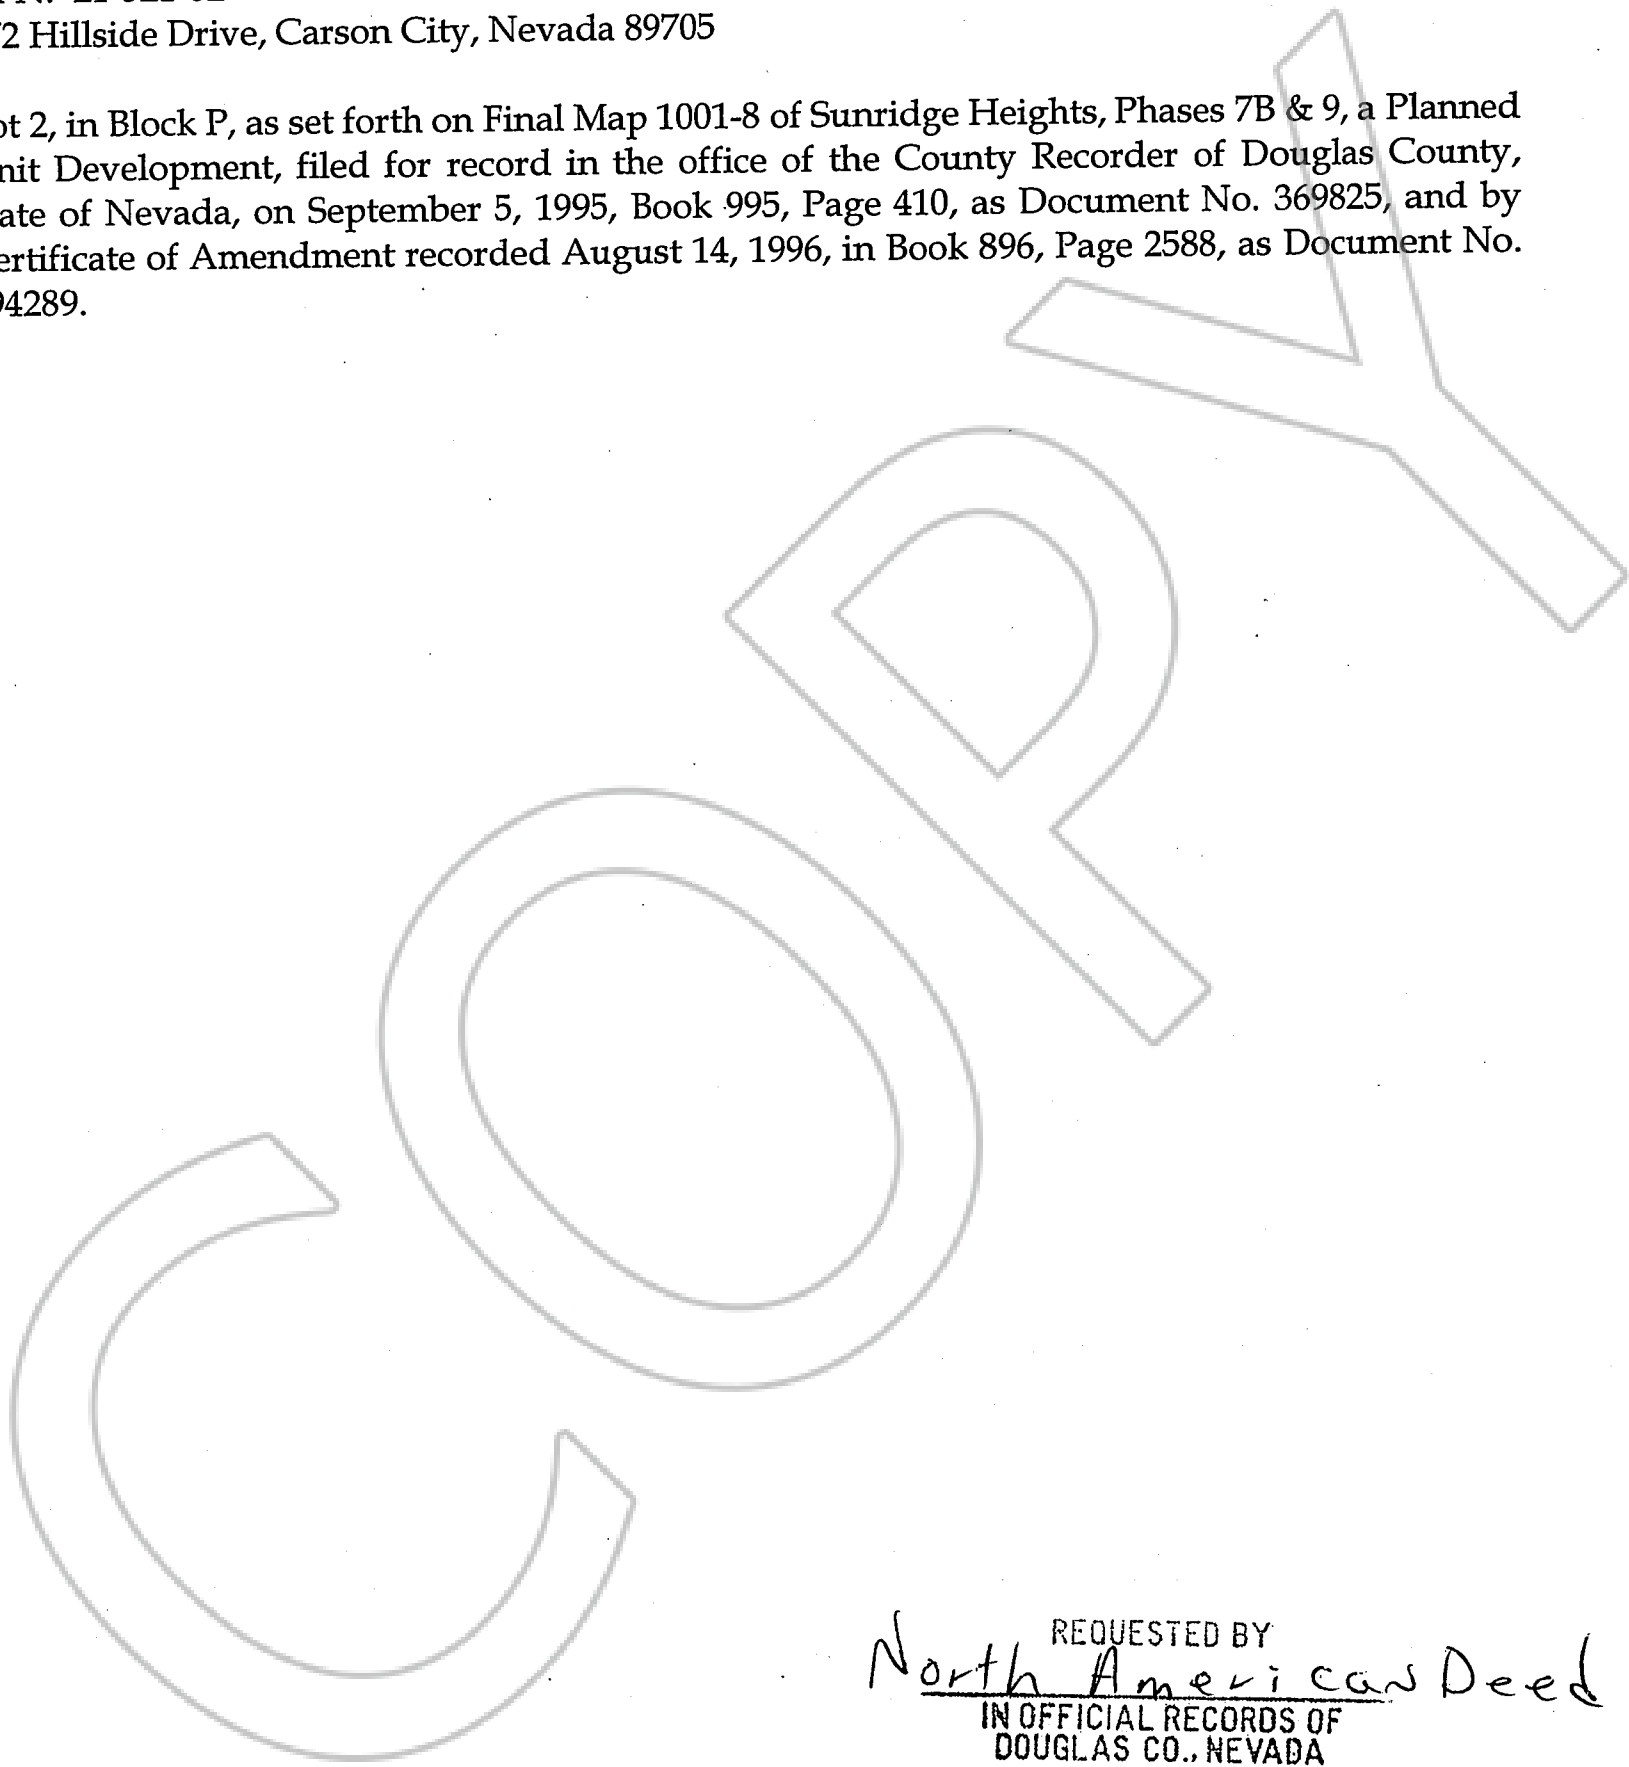 /2 Hillside Drive, Carson City, Nevada 89705
ot 2, in Block P, as set forth on Final Map 1001-8 of Sunridge Heights, Phases 7B & 9, a Planned
nit Development, filed for record in the office of the County Recorder of Douglas County,
ate of Nevada, on September 5, 1995, Book 995, Page 410, as Document No. 369825, and by
ertificate of Amendment recorded August 14, 1996, in Book 896, Page 2588, as Document No.
94289.
COPY
REQUESTED BY
North American Deed
IN OFFICIAL RECORDS OF
DOUGLAS CO., NEVADA